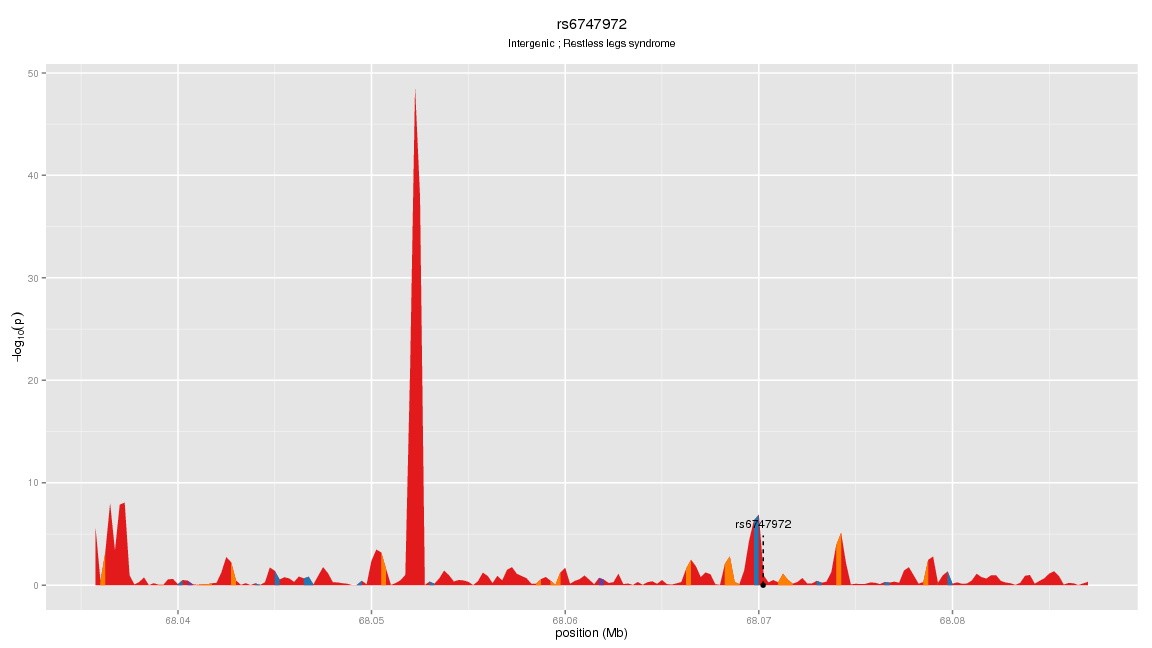 rs6747972
Intergenic ; Restless legs syndrome
50
40
30
20
10
0
−log10(p)
rs6747972
68.04
68.05
68.06
68.07
68.08
position (Mb)